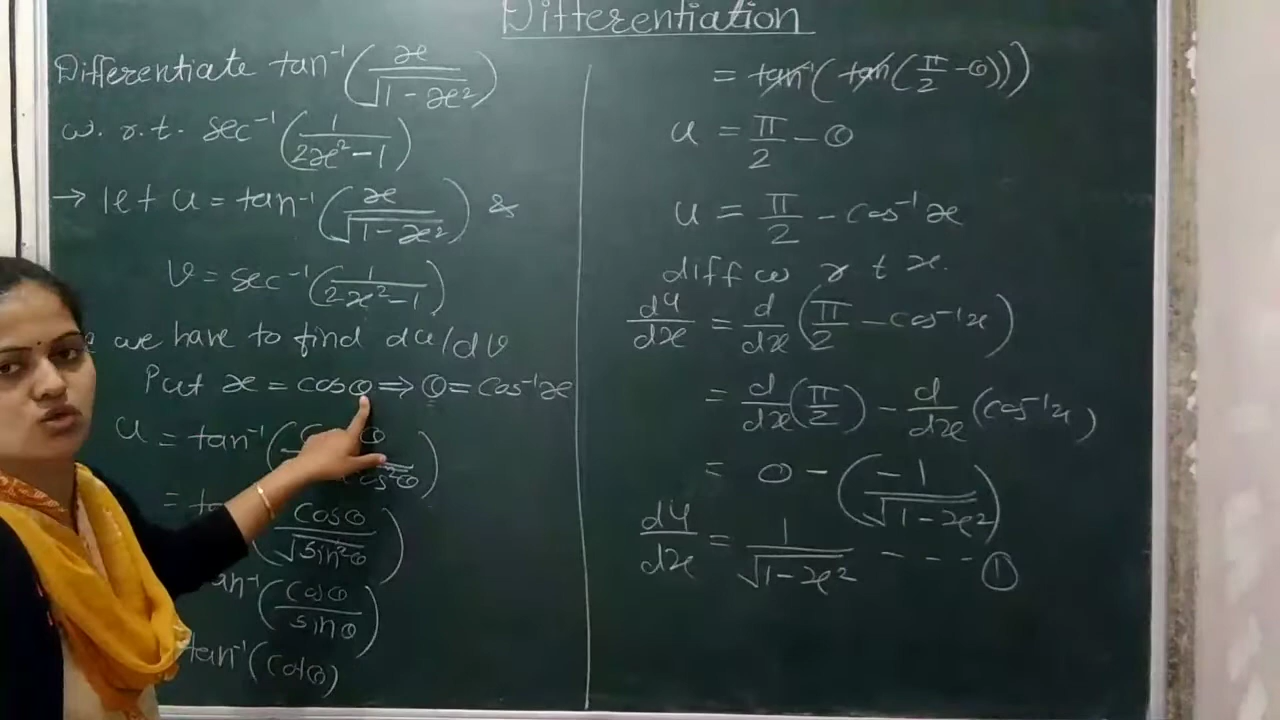 Differentiation
Differentiate tan⁻¹(x/√(1-x²))
w.r.t. sec⁻¹(1/(2x²-1))
→ let u = tan⁻¹(x/√(1-x²)) &
v = sec⁻¹(1/(2x²-1))
we have to find du/dv
Put x = cosθ ⇒ θ = cos⁻¹x
u = tan⁻¹(
= cosθ/√sin²θ)
(cosθ/sinθ)
tan⁻¹(cotθ)
= tan⁻¹(tan(π/2 - θ))
u = π/2 - θ
u = π/2 - cos⁻¹x
diff w r t x.
du/dx = d/dx(π/2 - cos⁻¹x)
= d/dx(π/2) - d/dx(cos⁻¹x)
= 0 - (-1/√(1-x²))
du/dx = 1/√(1-x²) - - - - ①